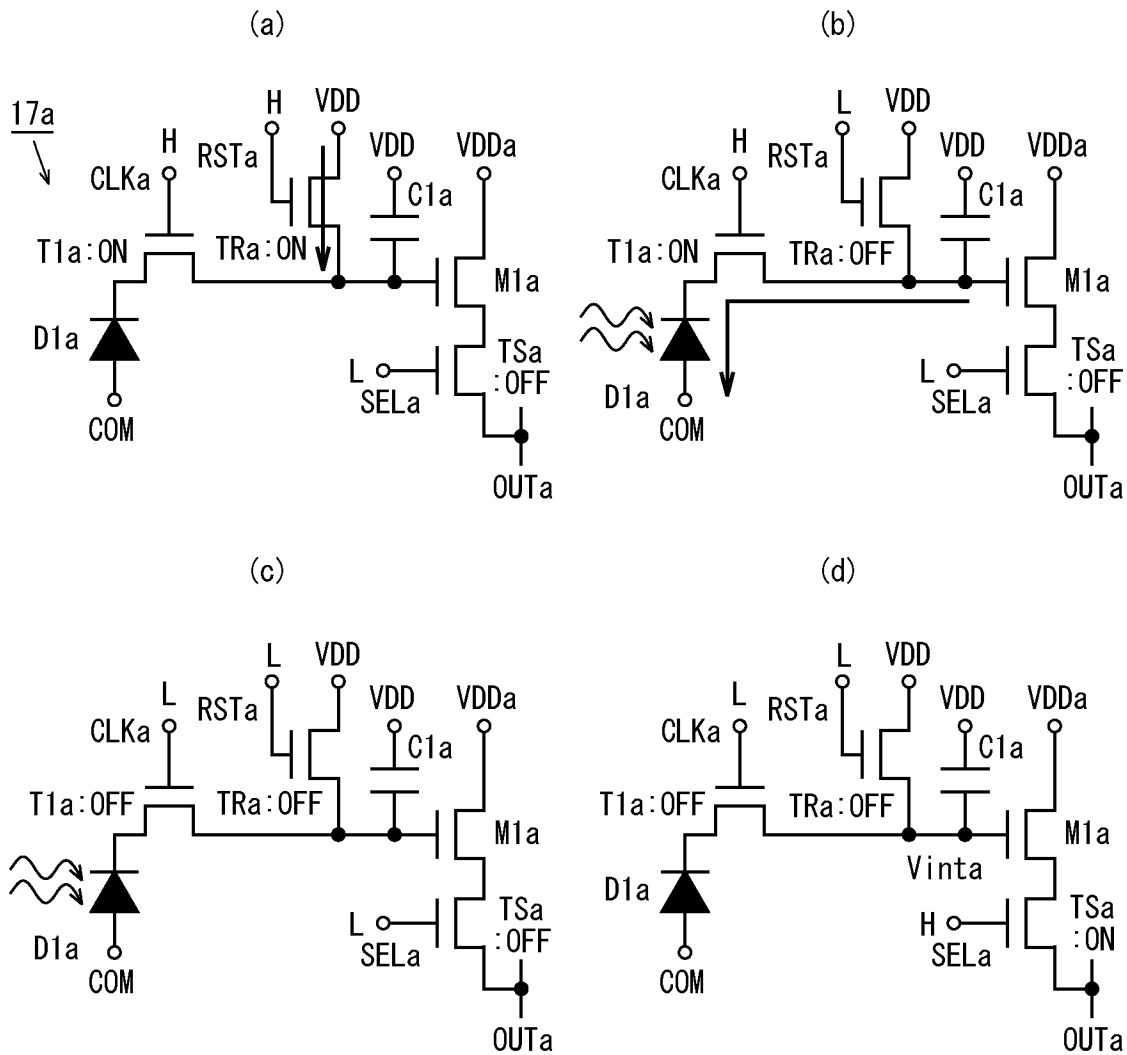 (a)
17a
H
CLKa
H
RSTa
VDD
VDD
C1a
VDDa
T1a:ON
TRa:ON
M1a
D1a
COM
L
SELa
TSa
:OFF
OUTa
(b)
H
CLKa
L
RSTa
VDD
VDD
C1a
VDDa
T1a:ON
TRa:OFF
M1a
D1a
COM
L
SELa
TSa
:OFF
OUTa
(c)
L
CLKa
L
RSTa
VDD
VDD
C1a
VDDa
T1a:OFF
TRa:OFF
M1a
D1a
COM
L
SELa
TSa
:OFF
OUTa
(d)
L
CLKa
L
RSTa
VDD
VDD
C1a
VDDa
T1a:OFF
TRa:OFF
M1a
Vinta
D1a
COM
H
SELa
TSa
:ON
OUTa